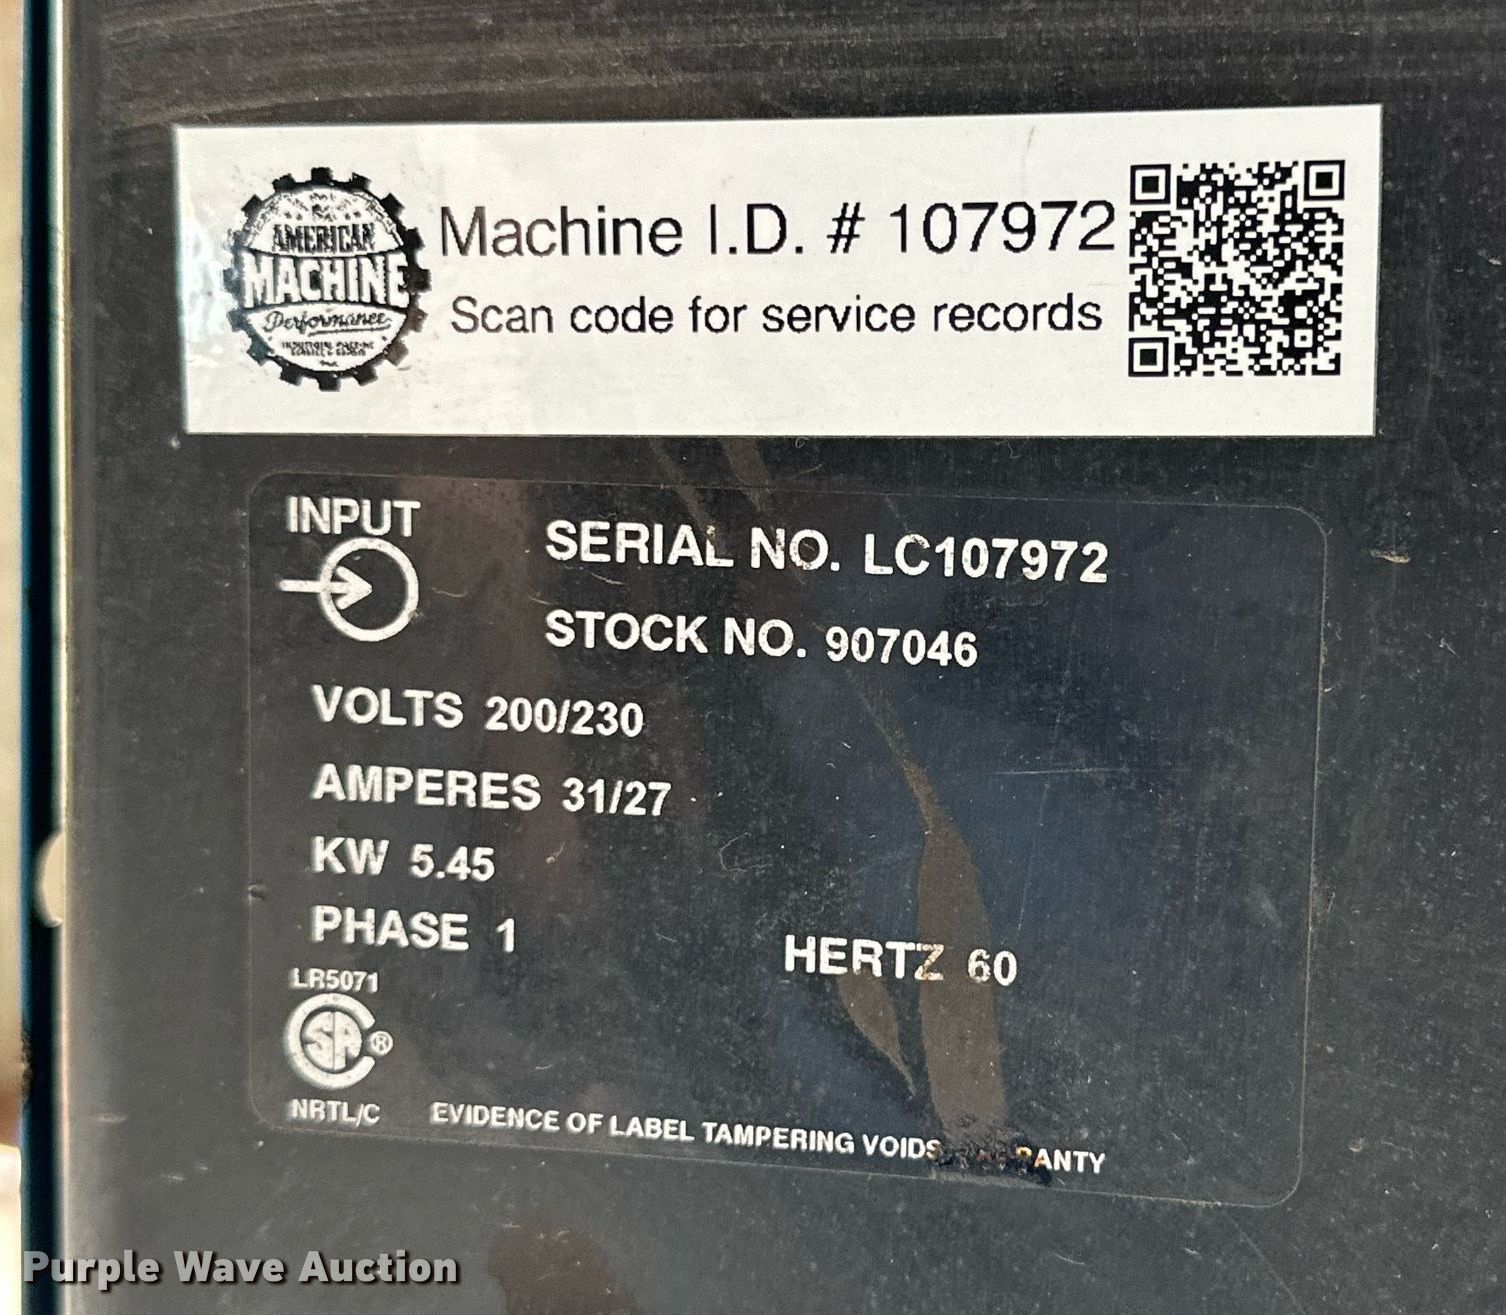 AMERICAN
MACHINE
Performance
Machine I.D. # 107972
Scan code for service records
INPUT
SERIAL NO. LC107972
STOCK NO. 907046
VOLTS 200/230
AMPERES 31/27
KW 5.45
PHASE 1
HERTZ 60
LR5071
NRTL/C
EVIDENCE OF LABEL TAMPERING VOIDS
Purple Wave Auction